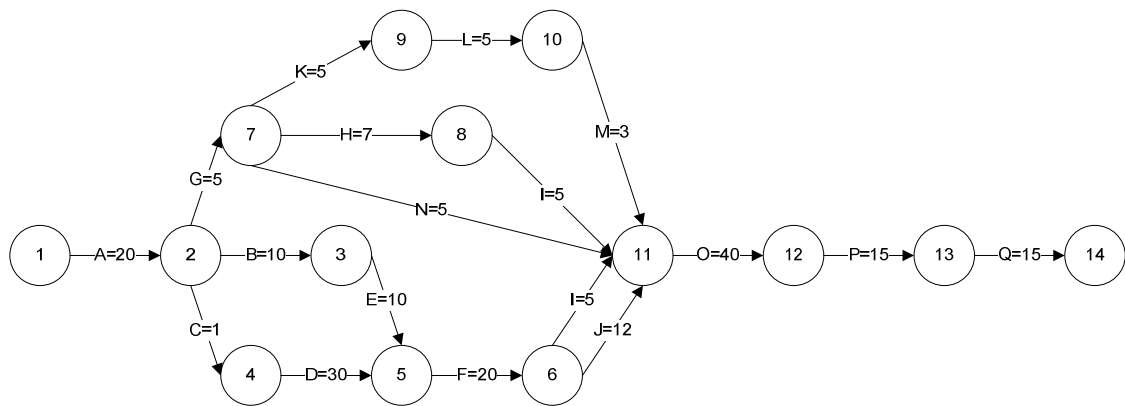 9
L=5
10
K=5
7
H=7
8
M=3
G=5
I=5
N=5
1
A=20
2
B=10
3
11
O=40
12
P=15
13
Q=15
14
E=10
I=5
C=1
J=12
4
D=30
5
F=20
6